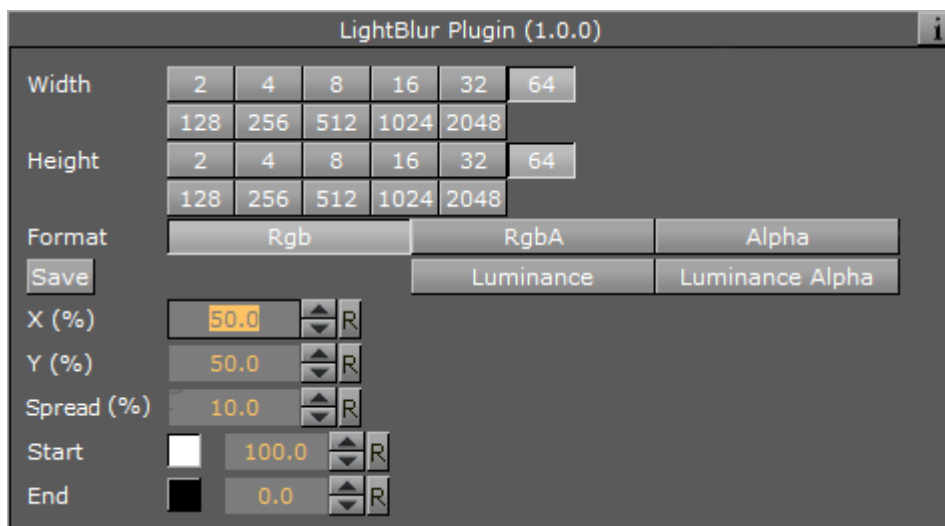 LightBlur Plugin (1.0.0) i
Width 2 4 8 16 32 64
128 256 512 1024 2048
Height 2 4 8 16 32 64
128 256 512 1024 2048
Format Rgb RgbA Alpha
Save Luminance Luminance Alpha
X (%) 50.0 R
Y (%) 50.0 R
Spread (%) 10.0 R
Start 100.0 R
End 0.0 R